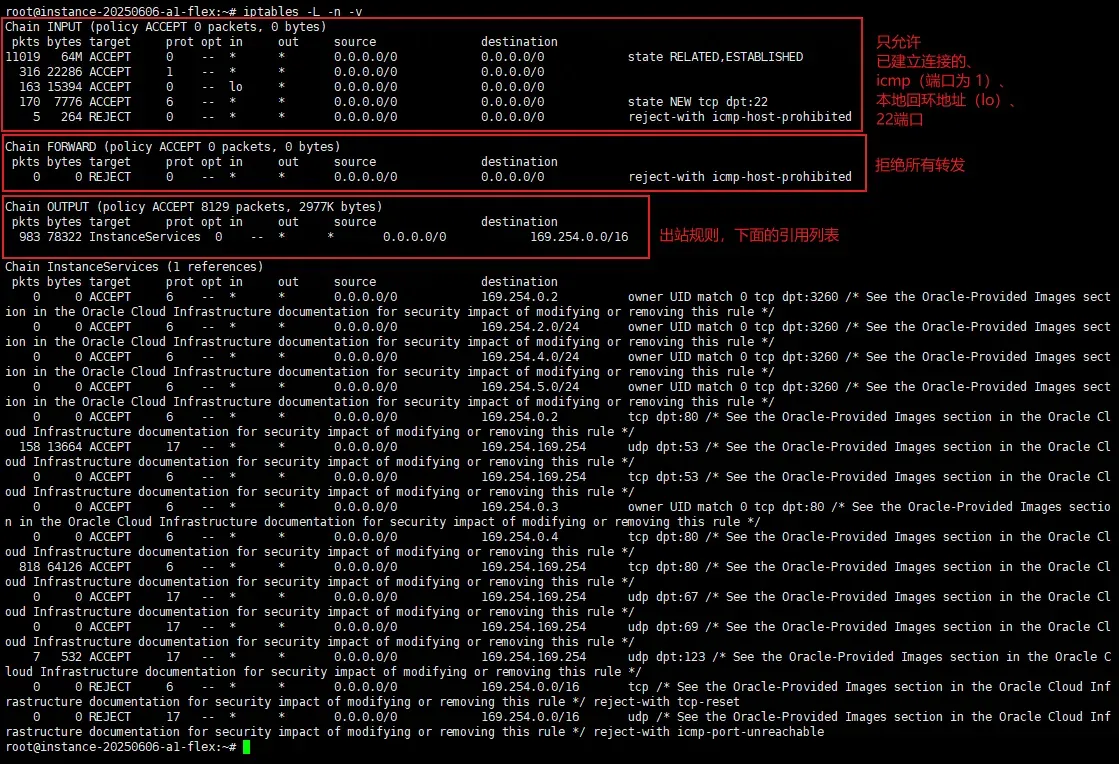 root@instance-20250606-a1-flex:~# iptables -L -n -v
Chain INPUT (policy ACCEPT 0 packets, 0 bytes)
 pkts bytes target     prot opt in     out     source               destination
11019   64M ACCEPT     0    --  *      *       0.0.0.0/0            0.0.0.0/0            state RELATED,ESTABLISHED
  316 22286 ACCEPT     1    --  *      *       0.0.0.0/0            0.0.0.0/0
  163 15394 ACCEPT     0    --  lo     *       0.0.0.0/0            0.0.0.0/0
  170  7776 ACCEPT     6    --  *      *       0.0.0.0/0            0.0.0.0/0            state NEW tcp dpt:22
    5   264 REJECT     0    --  *      *       0.0.0.0/0            0.0.0.0/0            reject-with icmp-host-prohibited
只允许
已建立连接的、
icmp（端口为 1）、
本地回环地址（lo）、
22端口
Chain FORWARD (policy ACCEPT 0 packets, 0 bytes)
 pkts bytes target     prot opt in     out     source               destination
    0     0 REJECT     0    --  *      *       0.0.0.0/0            0.0.0.0/0            reject-with icmp-host-prohibited
拒绝所有转发
Chain OUTPUT (policy ACCEPT 8129 packets, 2977K bytes)
 pkts bytes target     prot opt in     out     source               destination
  983 78322 InstanceServices  0    --  *      *       0.0.0.0/0            169.254.0.0/16
出站规则，下面的引用列表
Chain InstanceServices (1 references)
 pkts bytes target     prot opt in     out     source               destination
    0     0 ACCEPT     6    --  *      *       0.0.0.0/0            169.254.0.2          owner UID match 0 tcp dpt:3260 /* See the Oracle-Provided Images sect
ion in the Oracle Cloud Infrastructure documentation for security impact of modifying or removing this rule */
    0     0 ACCEPT     6    --  *      *       0.0.0.0/0            169.254.2.0/24       owner UID match 0 tcp dpt:3260 /* See the Oracle-Provided Images sect
ion in the Oracle Cloud Infrastructure documentation for security impact of modifying or removing this rule */
    0     0 ACCEPT     6    --  *      *       0.0.0.0/0            169.254.4.0/24       owner UID match 0 tcp dpt:3260 /* See the Oracle-Provided Images sect
ion in the Oracle Cloud Infrastructure documentation for security impact of modifying or removing this rule */
    0     0 ACCEPT     6    --  *      *       0.0.0.0/0            169.254.5.0/24       owner UID match 0 tcp dpt:3260 /* See the Oracle-Provided Images sect
ion in the Oracle Cloud Infrastructure documentation for security impact of modifying or removing this rule */
    0     0 ACCEPT     6    --  *      *       0.0.0.0/0            169.254.0.2          tcp dpt:80 /* See the Oracle-Provided Images section in the Oracle Cl
oud Infrastructure documentation for security impact of modifying or removing this rule */
  158 13664 ACCEPT     17   --  *      *       0.0.0.0/0            169.254.169.254      udp dpt:53 /* See the Oracle-Provided Images section in the Oracle Cl
oud Infrastructure documentation for security impact of modifying or removing this rule */
    0     0 ACCEPT     6    --  *      *       0.0.0.0/0            169.254.169.254      tcp dpt:53 /* See the Oracle-Provided Images section in the Oracle Cl
oud Infrastructure documentation for security impact of modifying or removing this rule */
    0     0 ACCEPT     6    --  *      *       0.0.0.0/0            169.254.0.3          owner UID match 0 tcp dpt:80 /* See the Oracle-Provided Images sectio
n in the Oracle Cloud Infrastructure documentation for security impact of modifying or removing this rule */
    0     0 ACCEPT     6    --  *      *       0.0.0.0/0            169.254.0.4          tcp dpt:80 /* See the Oracle-Provided Images section in the Oracle Cl
oud Infrastructure documentation for security impact of modifying or removing this rule */
  818 64126 ACCEPT     6    --  *      *       0.0.0.0/0            169.254.169.254      tcp dpt:80 /* See the Oracle-Provided Images section in the Oracle Cl
oud Infrastructure documentation for security impact of modifying or removing this rule */
    0     0 ACCEPT     17   --  *      *       0.0.0.0/0            169.254.169.254      udp dpt:67 /* See the Oracle-Provided Images section in the Oracle Cl
oud Infrastructure documentation for security impact of modifying or removing this rule */
    0     0 ACCEPT     17   --  *      *       0.0.0.0/0            169.254.169.254      udp dpt:69 /* See the Oracle-Provided Images section in the Oracle Cl
oud Infrastructure documentation for security impact of modifying or removing this rule */
    7   532 ACCEPT     17   --  *      *       0.0.0.0/0            169.254.169.254      udp dpt:123 /* See the Oracle-Provided Images section in the Oracle C
loud Infrastructure documentation for security impact of modifying or removing this rule */
    0     0 REJECT     6    --  *      *       0.0.0.0/0            169.254.0.0/16       tcp /* See the Oracle-Provided Images section in the Oracle Cloud Inf
rastructure documentation for security impact of modifying or removing this rule */ reject-with tcp-reset
    0     0 REJECT     17   --  *      *       0.0.0.0/0            169.254.0.0/16       udp /* See the Oracle-Provided Images section in the Oracle Cloud Inf
rastructure documentation for security impact of modifying or removing this rule */ reject-with icmp-port-unreachable
root@instance-20250606-a1-flex:~#